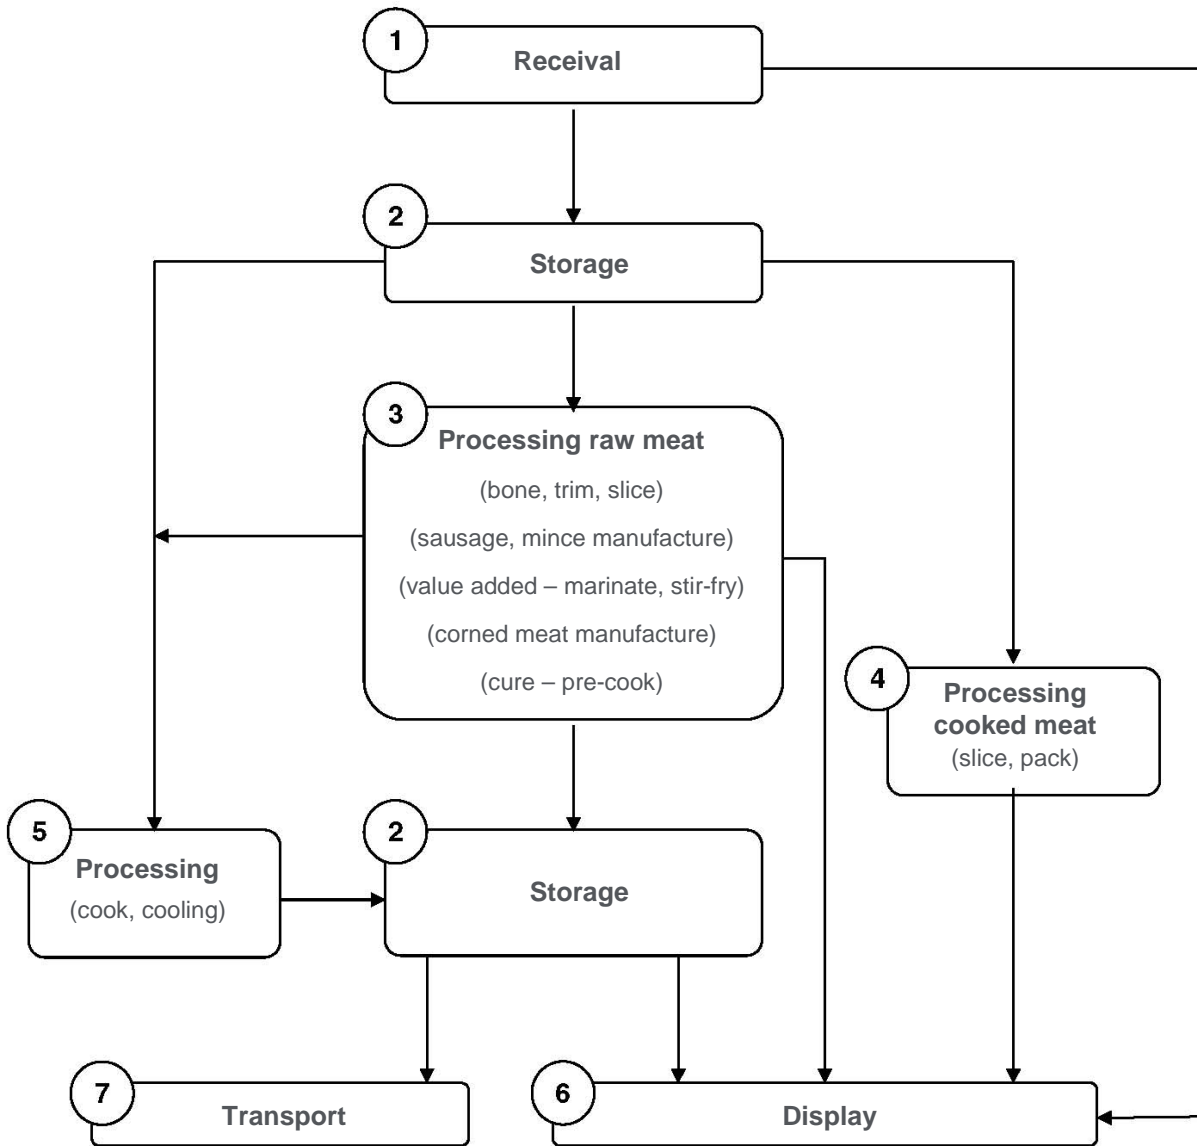 1
Receival
2
Storage
3
Processing raw meat
(bone, trim, slice)
(sausage, mince manufacture)
(value added – marinate, stir-fry)
(corned meat manufacture)
(cure – pre-cook)
4
Processing
cooked meat
(slice, pack)
5
Processing
(cook, cooling)
2
Storage
7
Transport
6
Display